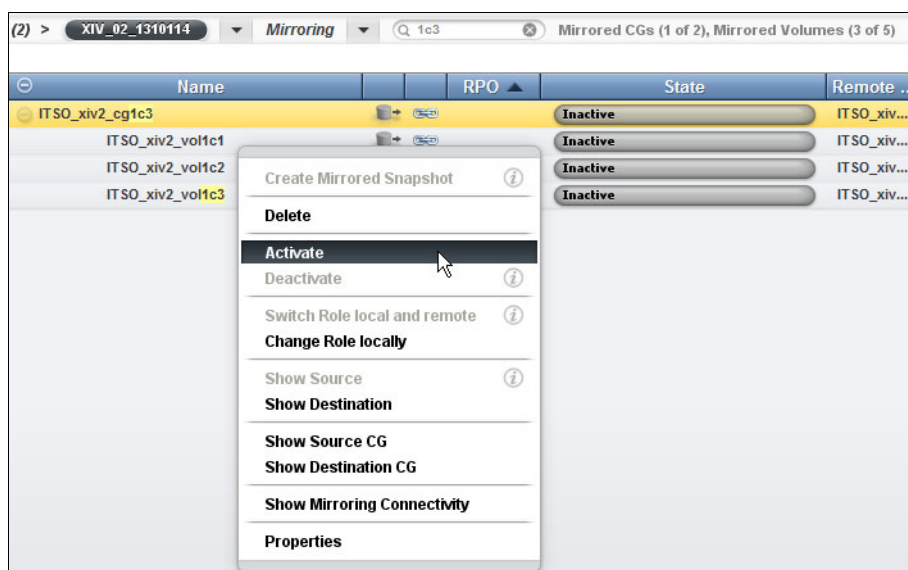 (2) > XIV_02_1310114 Mirroring 1c3 Mirrored CGs (1 of 2), Mirrored Volumes (3 of 5)
Name RPO State Remote ..
ITSO_xiv2_cg1c3 Inactive ITSO_xiv...
ITSO_xiv2_vol1c1 Inactive ITSO_xiv...
ITSO_xiv2_vol1c2 Inactive ITSO_xiv...
ITSO_xiv2_vol1c3 Inactive ITSO_xiv...
Create Mirrored Snapshot
Delete
Activate
Deactivate
Switch Role local and remote
Change Role locally
Show Source
Show Destination
Show Source CG
Show Destination CG
Show Mirroring Connectivity
Properties